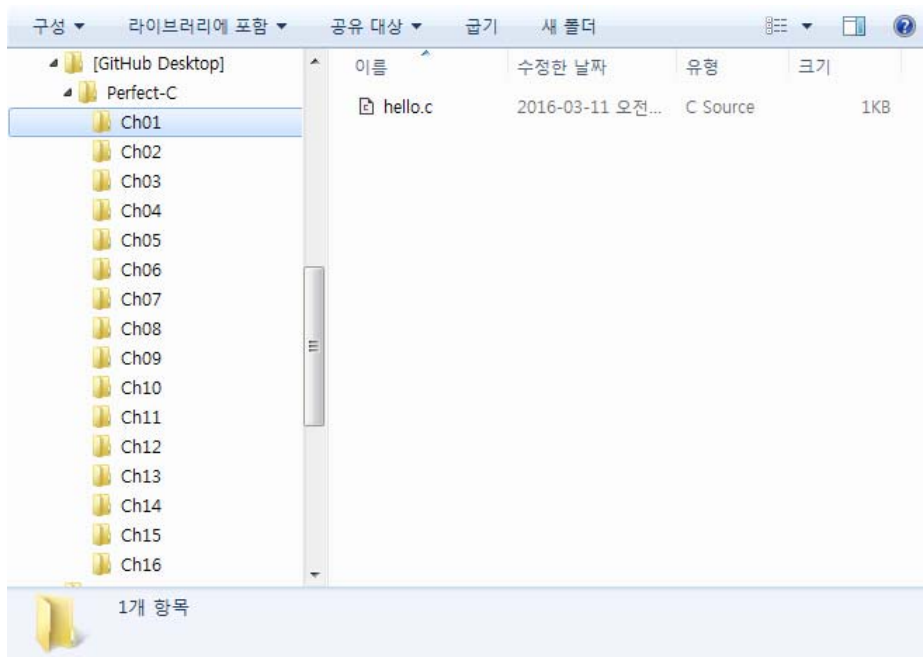 구성 라이브러리에 포함 공유 대상 굽기 새 폴더
[GitHub Desktop]
Perfect-C
Ch01
Ch02
Ch03
Ch04
Ch05
Ch06
Ch07
Ch08
Ch09
Ch10
Ch11
Ch12
Ch13
Ch14
Ch15
Ch16
이름 수정한 날짜 유형 크기
hello.c 2016-03-11 오전... C Source 1KB
1개 항목